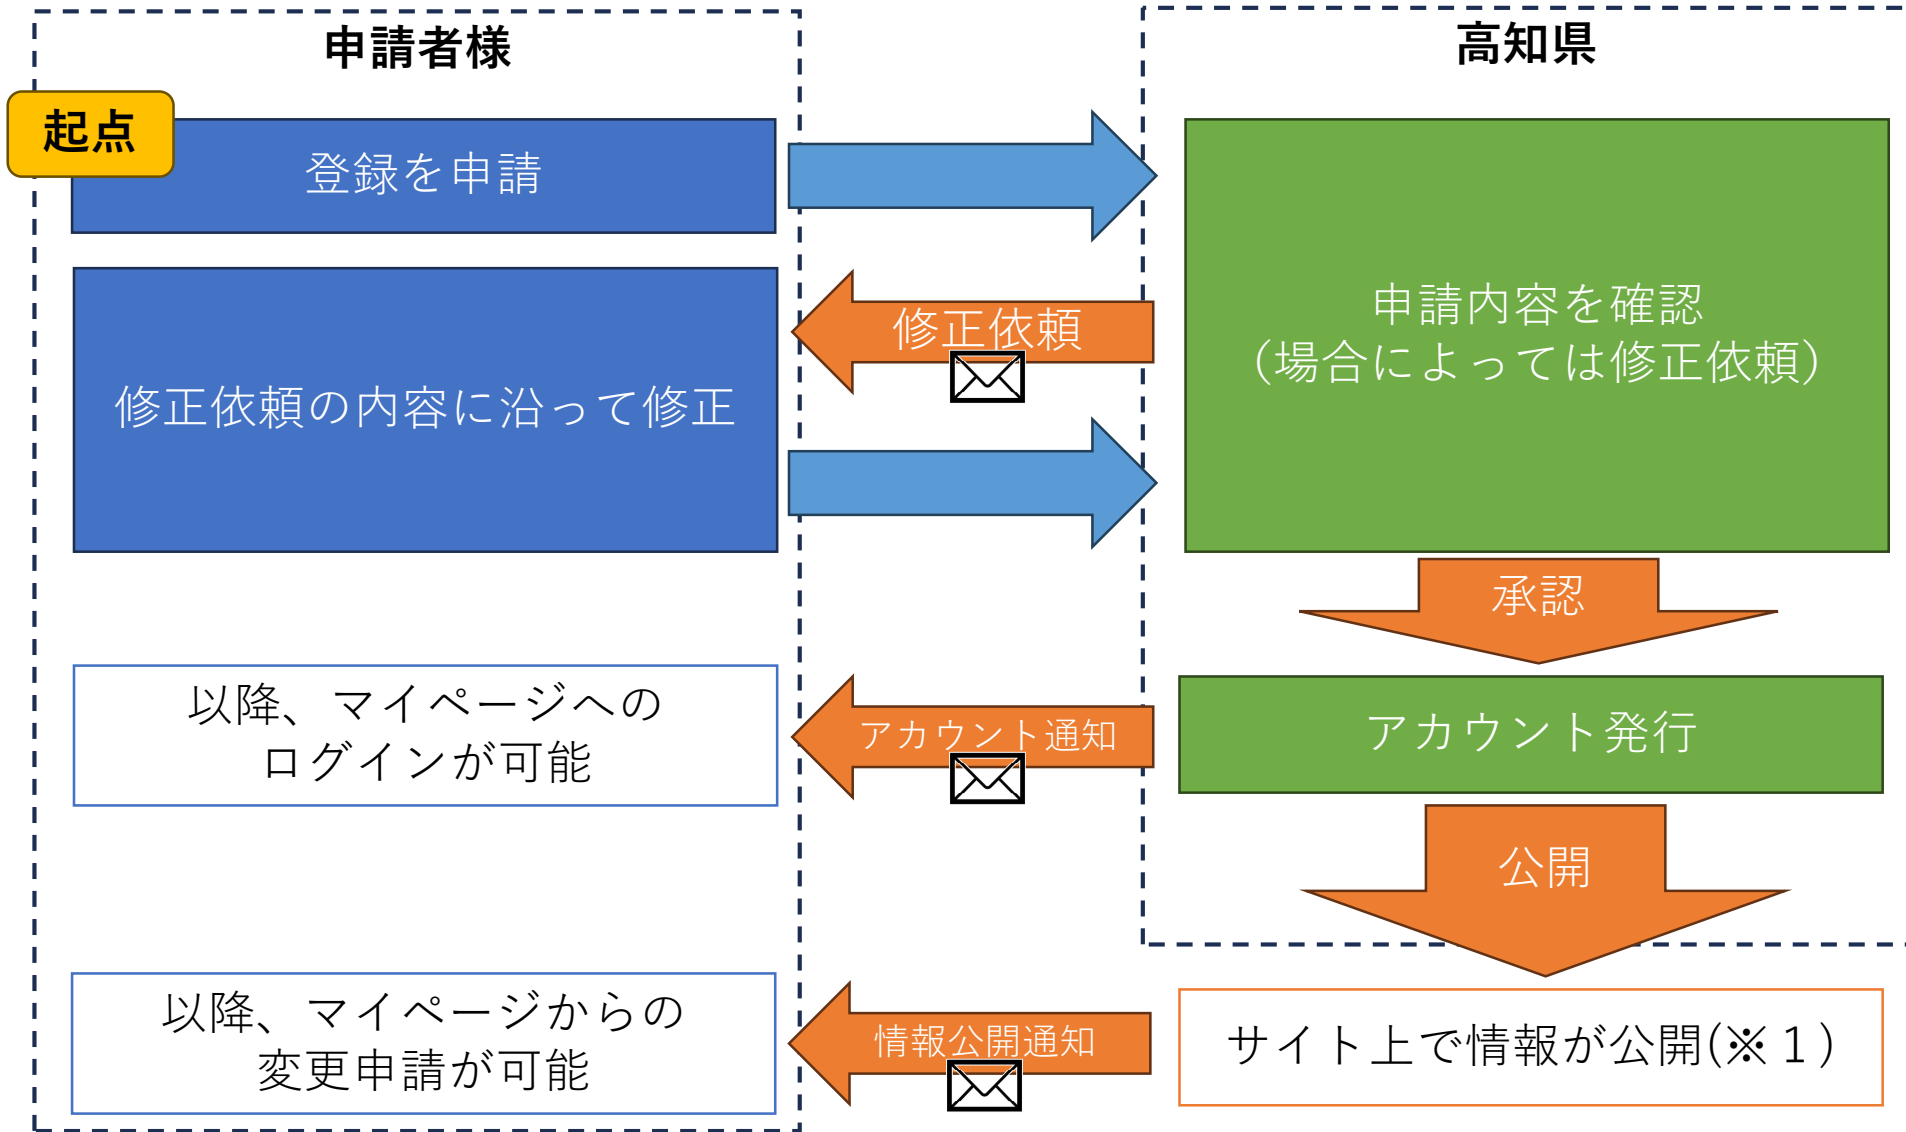 申請者様
高知県
起点
登録を申請
修正依頼
申請内容を確認
(場合によっては修正依頼)
修正依頼の内容に沿って修正
承認
以降、マイページへの
ログインが可能
アカウント通知
アカウント発行
公開
以降、マイページからの
変更申請が可能
情報公開通知
サイト上で情報が公開(※１)